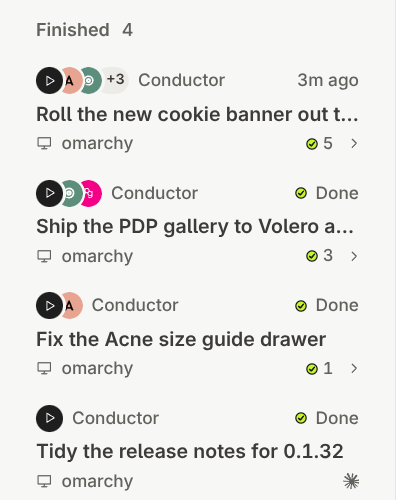 Finished 4
A +3 Conductor 3m ago
Roll the new cookie banner out t...
omarchy 5
Conductor Done
Ship the PDP gallery to Volero a...
omarchy 3
A Conductor Done
Fix the Acne size guide drawer
omarchy 1
Conductor Done
Tidy the release notes for 0.1.32
omarchy